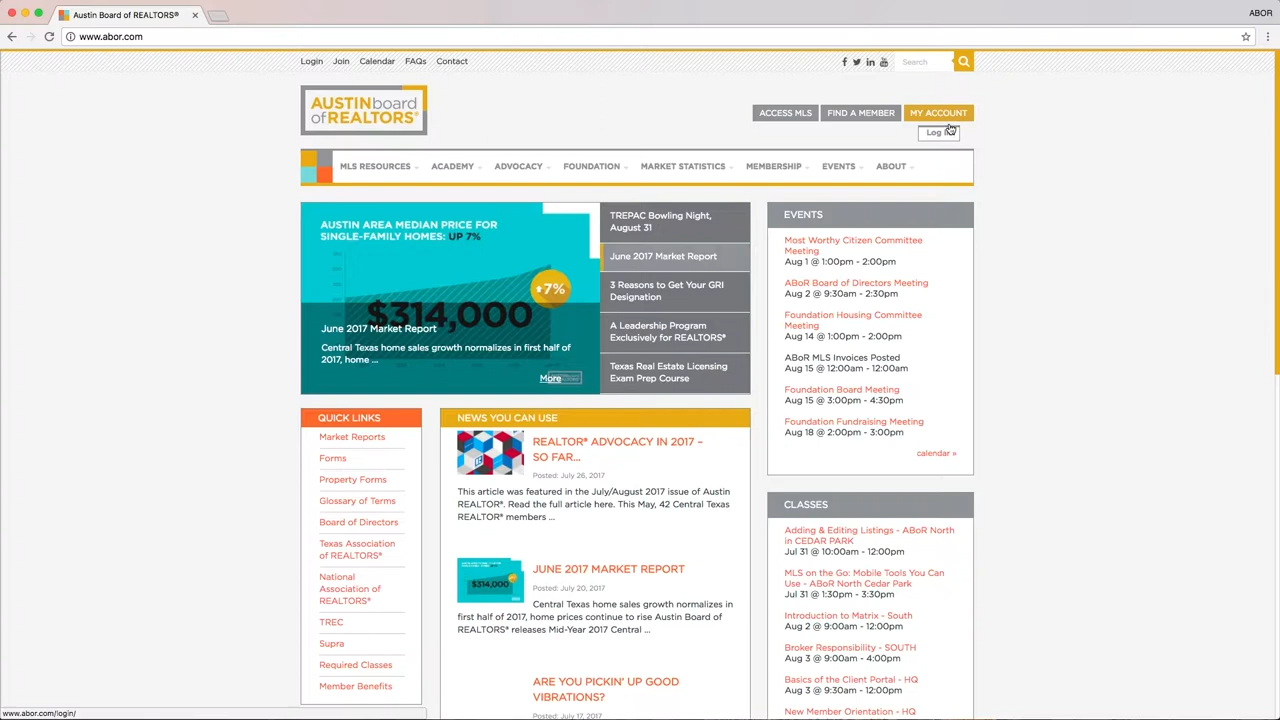 Austin Board of REALTORS®
ABOR
www.abor.com
Login Join Calendar FAQs Contact
Search
AUSTINboard
ofREALTORS®
ACCESS MLS FIND A MEMBER MY ACCOUNT
Log
MLS RESOURCES ACADEMY ADVOCACY FOUNDATION MARKET STATISTICS MEMBERSHIP EVENTS ABOUT
AUSTIN AREA MEDIAN PRICE FOR
SINGLE-FAMILY HOMES: UP 7%
7%
$314,000
June 2017 Market Report
Central Texas home sales growth normalizes in first half of
2017, home ...
More
TREPAC Bowling Night,
August 31
June 2017 Market Report
3 Reasons to Get Your GRI
Designation
A Leadership Program
Exclusively for REALTORS®
Texas Real Estate Licensing
Exam Prep Course
EVENTS
Most Worthy Citizen Committee
Meeting
Aug 1 @ 1:00pm - 2:00pm
ABoR Board of Directors Meeting
Aug 2 @ 9:30am - 2:30pm
Foundation Housing Committee
Meeting
Aug 14 @ 1:00pm - 2:00pm
ABoR MLS Invoices Posted
Aug 15 @ 12:00am - 12:00am
Foundation Board Meeting
Aug 15 @ 3:00pm - 4:30pm
Foundation Fundraising Meeting
Aug 18 @ 2:00pm - 3:00pm
calendar »
QUICK LINKS
Market Reports
Forms
Property Forms
Glossary of Terms
Board of Directors
Texas Association
of REALTORS®
National
Association of
REALTORS®
TREC
Supra
Required Classes
Member Benefits
NEWS YOU CAN USE
REALTOR® ADVOCACY IN 2017 –
SO FAR...
Posted: July 26, 2017
This article was featured in the July/August 2017 issue of Austin
REALTOR®. Read the full article here. This May, 42 Central Texas
REALTOR® members ...
$314,000
JUNE 2017 MARKET REPORT
Posted: July 20, 2017
Central Texas home sales growth normalizes in
first half of 2017, home prices continue to rise Austin Board of
REALTORS® releases Mid-Year 2017 Central ...
ARE YOU PICKIN' UP GOOD
VIBRATIONS?
Posted: July 17, 2017
CLASSES
Adding & Editing Listings - ABoR North
in CEDAR PARK
Jul 31 @ 10:00am - 12:00pm
MLS on the Go: Mobile Tools You Can
Use - ABoR North Cedar Park
Jul 31 @ 1:30pm - 3:30pm
Introduction to Matrix - South
Aug 2 @ 9:00am - 12:00pm
Broker Responsibility - SOUTH
Aug 3 @ 9:00am - 4:00pm
Basics of the Client Portal - HQ
Aug 3 @ 9:30am - 12:00pm
New Member Orientation - HQ
www.abor.com/login/